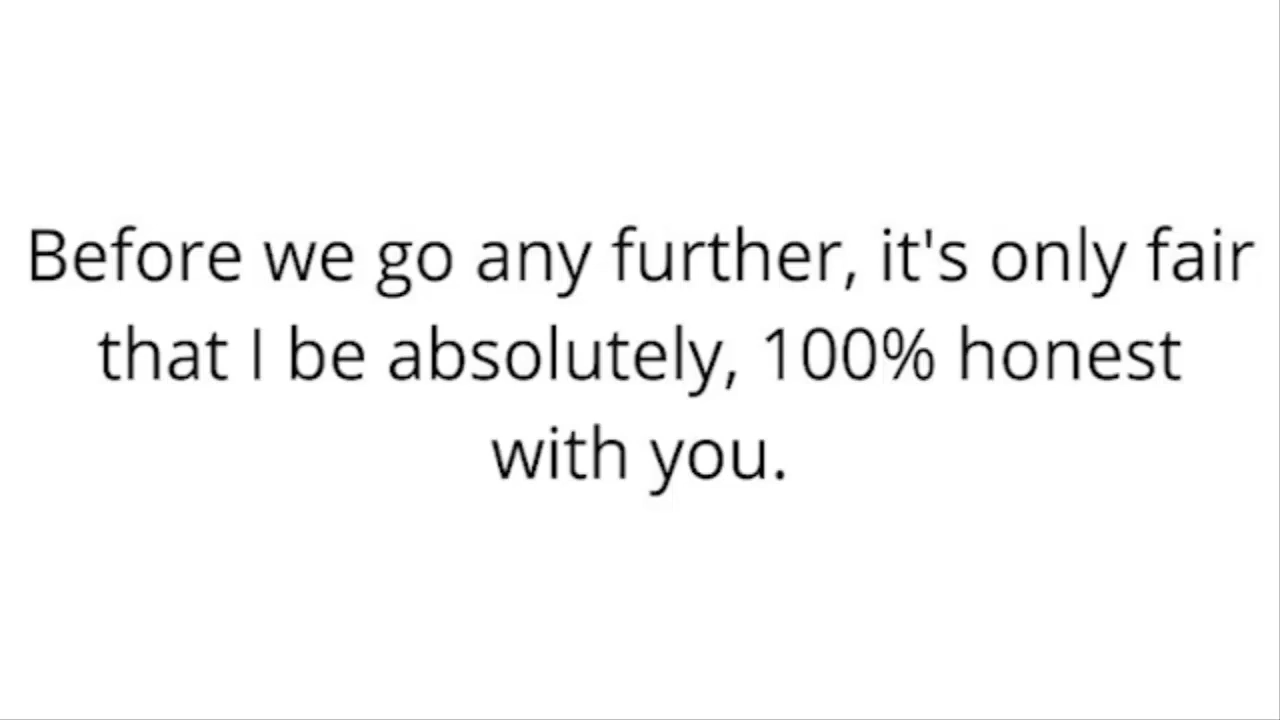 Before we go any further, it's only fair
that I be absolutely, 100% honest
with you.